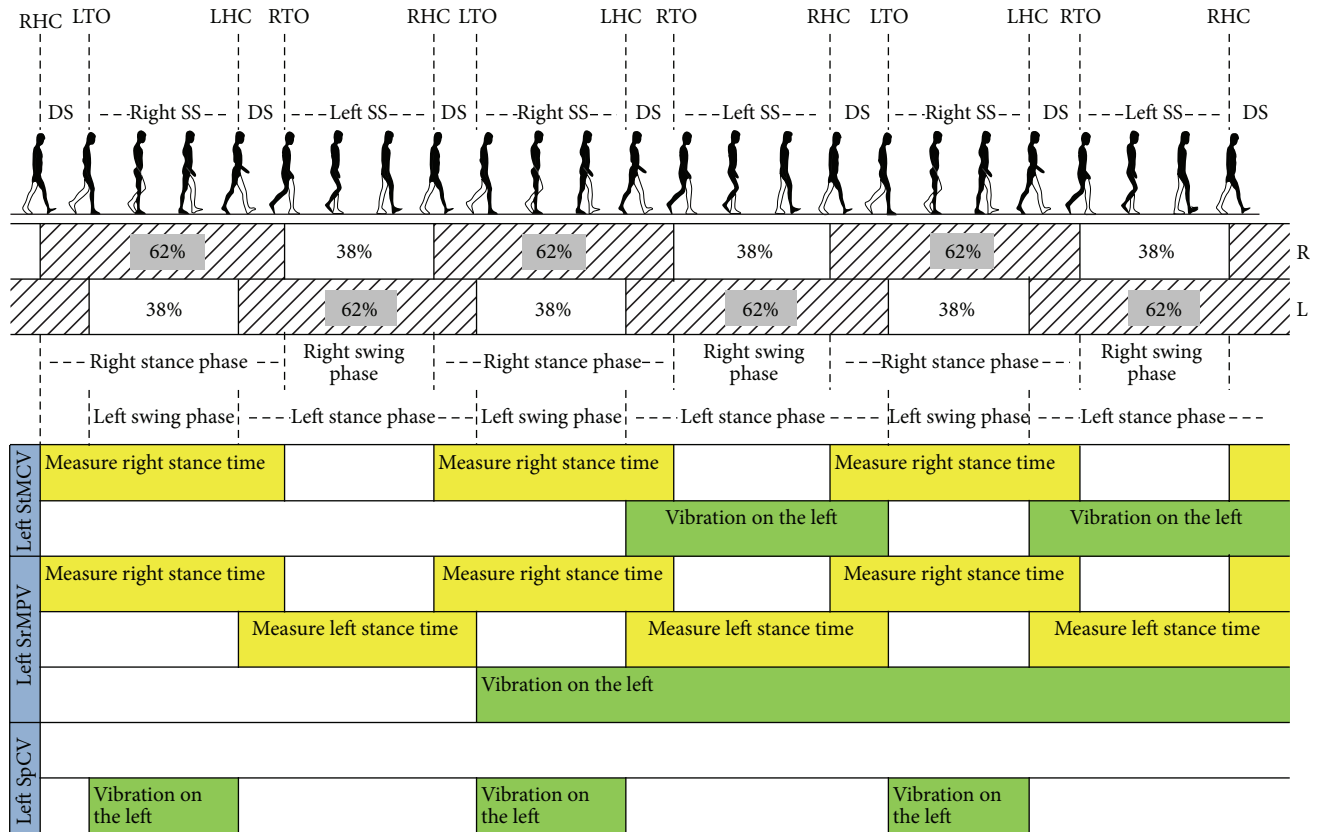 RHC LTO LHC RTO RHC LTO LHC RTO RHC LTO LHC RTO RHC
DS Right SS DS Left SS DS Right SS DS Left SS DS Right SS DS Left SS DS
62% 38% 62% 38% 62% 38% R
38% 62% 38% 62% 38% 62% L
Right stance phase Right swing phase Right stance phase Right swing phase Right stance phase Right swing phase
Left swing phase Left stance phase Left swing phase Left stance phase Left swing phase Left stance phase
Left StMCV
Measure right stance time Measure right stance time Measure right stance time
Vibration on the left Vibration on the left
Left SrMPV
Measure right stance time Measure right stance time Measure right stance time
Measure left stance time Measure left stance time Measure left stance time
Vibration on the left
Left SpCV
Vibration on the left Vibration on the left Vibration on the left